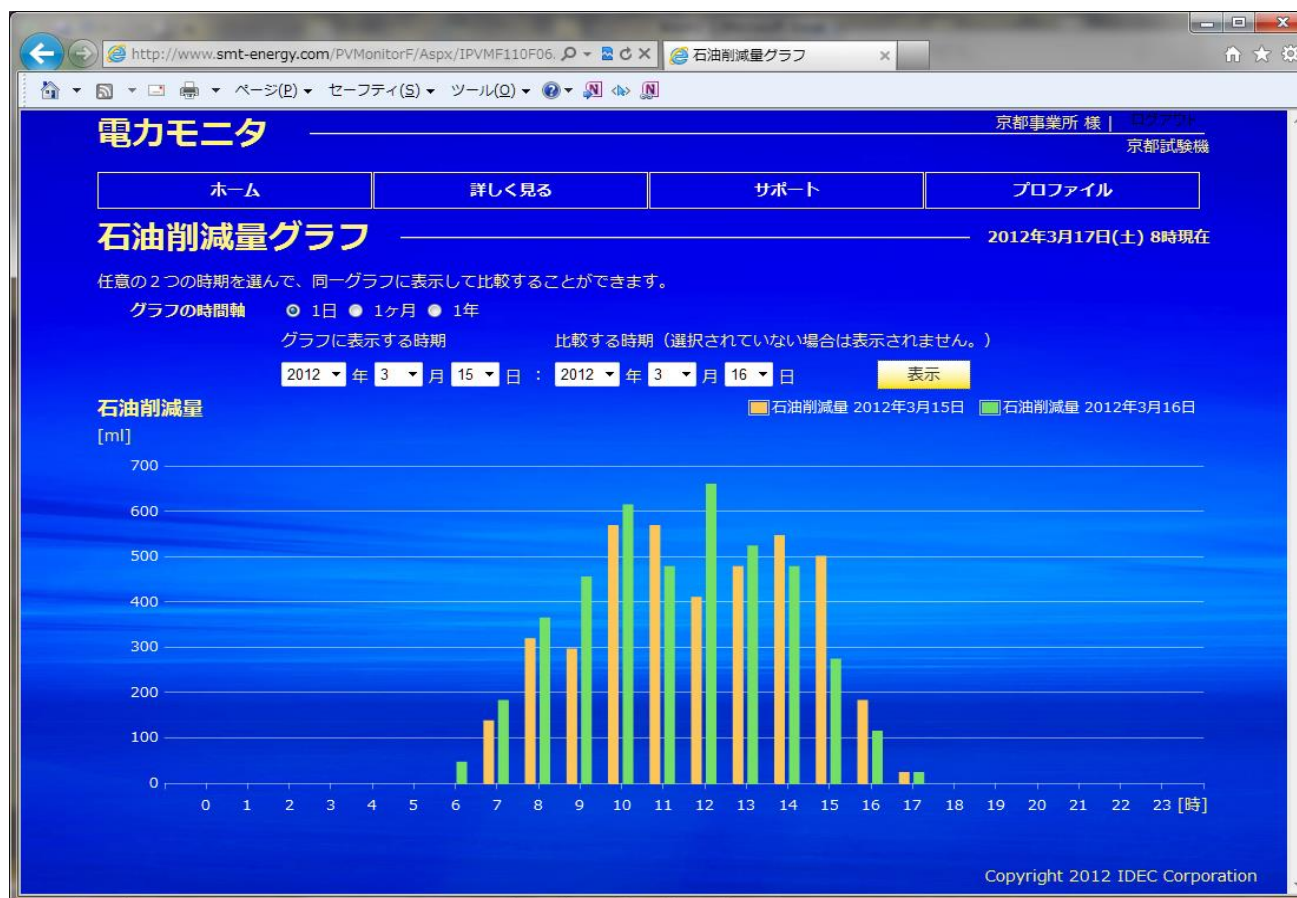 http://www.smt-energy.com/PVMonitorF/Aspx/IPVMF110F06.
石油削減量グラフ
ページ(P) セーフティ(S) ツール(O)
電力モニタ
京都事業所 様 | ログアウト
京都試験機
ホーム 詳しく見る サポート プロファイル
石油削減量グラフ
2012年3月17日(土) 8時現在
任意の2つの時期を選んで、同一グラフに表示して比較することができます。
グラフの時間軸 1日 1ヶ月 1年
グラフに表示する時期 比較する時期（選択されていない場合は表示されません。）
2012 年 3 月 15 日 : 2012 年 3 月 16 日 表示
石油削減量
石油削減量 2012年3月15日 石油削減量 2012年3月16日
[ml]
700
600
500
400
300
200
100
0
0 1 2 3 4 5 6 7 8 9 10 11 12 13 14 15 16 17 18 19 20 21 22 23 [時]
Copyright 2012 IDEC Corporation